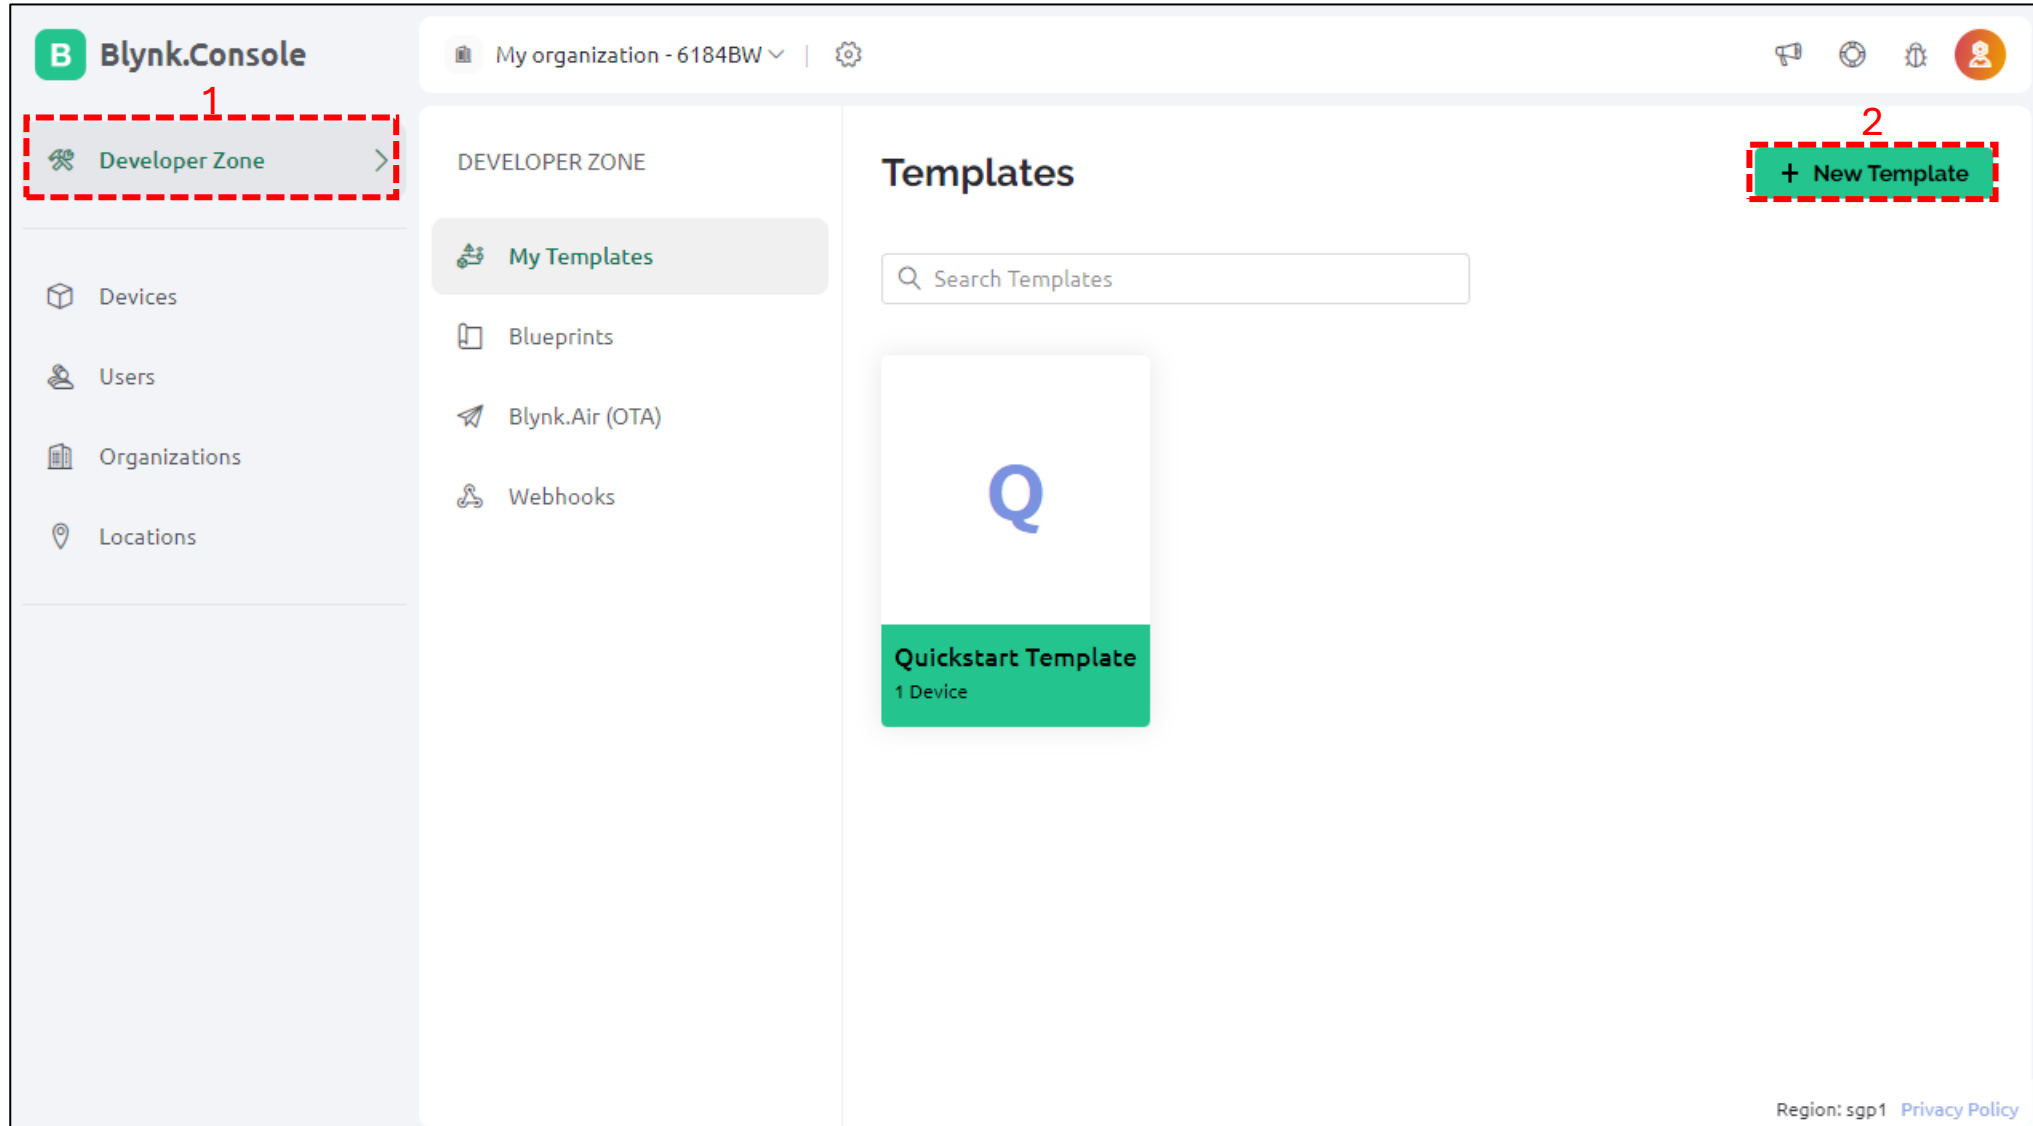 B Blynk.Console
My organization - 6184BW
1
Developer Zone
Devices
Users
Organizations
Locations
DEVELOPER ZONE
My Templates
Blueprints
Blynk.Air (OTA)
Webhooks
Templates
2
+ New Template
Search Templates
Q
Quickstart Template
1 Device
Region: sgp1 Privacy Policy